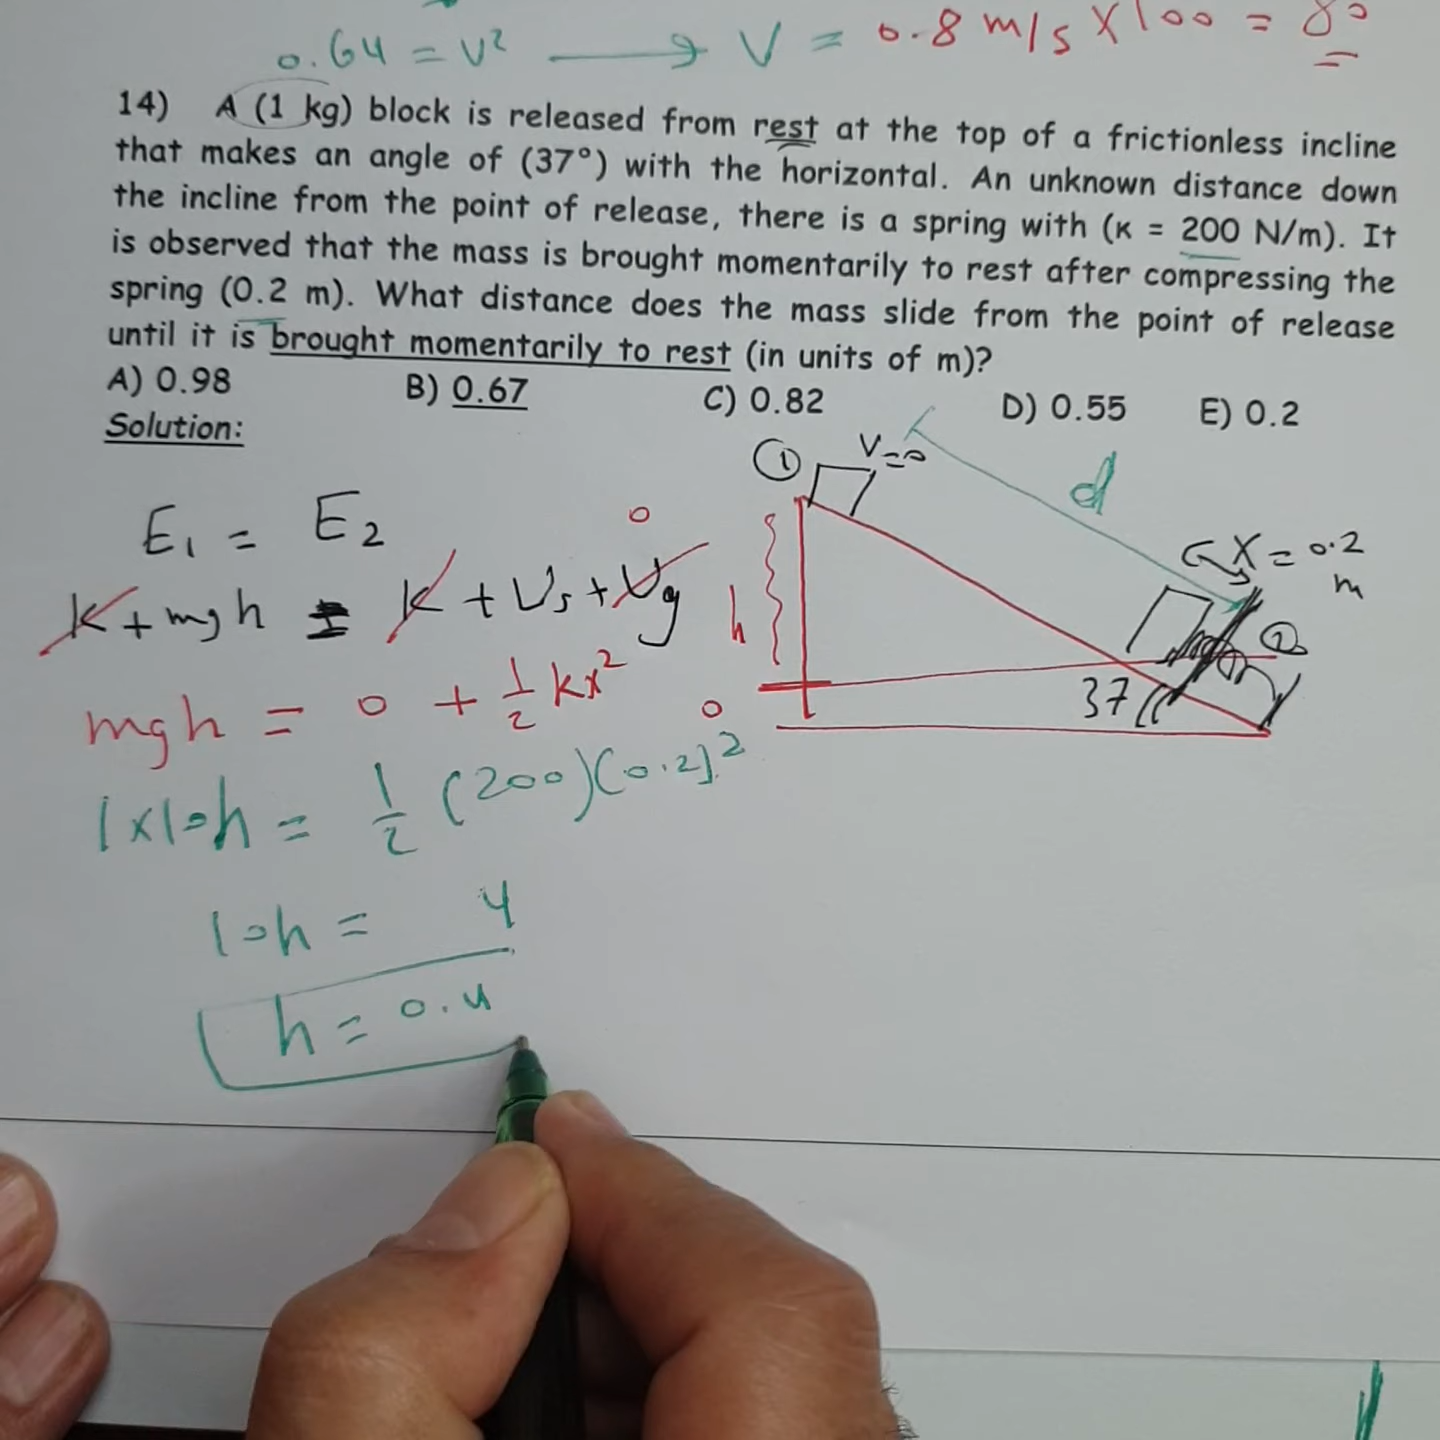 0.64 = v² → V = 0.8 m/s × 100 = 80
14) A (1 kg) block is released from rest at the top of a frictionless incline
that makes an angle of (37°) with the horizontal. An unknown distance down
the incline from the point of release, there is a spring with (κ = 200 N/m). It
is observed that the mass is brought momentarily to rest after compressing the
spring (0.2 m). What distance does the mass slide from the point of release
until it is brought momentarily to rest (in units of m)?
A) 0.98 B) 0.67 C) 0.82 D) 0.55 E) 0.2
Solution:
① V=0
d
X = 0.2
m
②
h
37
0
E₁ = E₂
0
K + mgh = K + Us + Ug
mgh = 0 + 1/2 kx²
1×10h = 1/2 (200)(0.2)²
10h = 4
h = 0.4